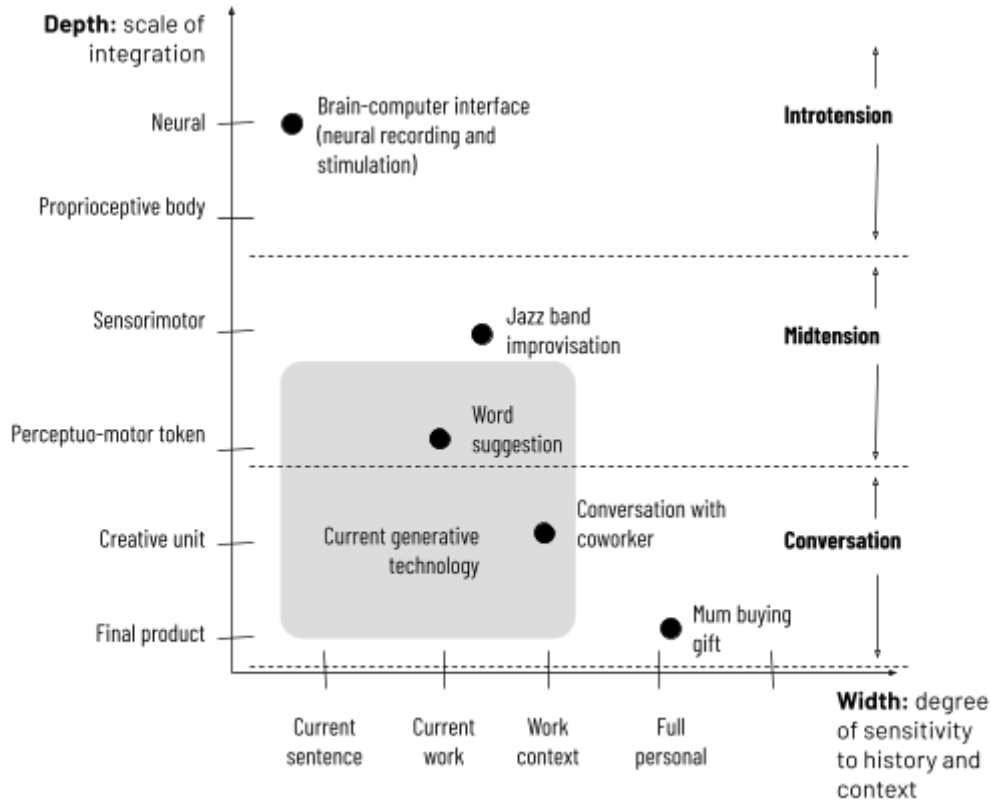 Depth: scale of
integration
Neural
Brain-computer interface
(neural recording and
stimulation)
Introtension
Proprioceptive body
Sensorimotor
Jazz band
improvisation
Midtension
Perceptuo-motor token
Word
suggestion
Creative unit
Current generative
technology
Conversation with
coworker
Conversation
Final product
Mum buying
gift
Current
sentence
Current
work
Work
context
Full
personal
Width: degree
of sensitivity
to history and
context